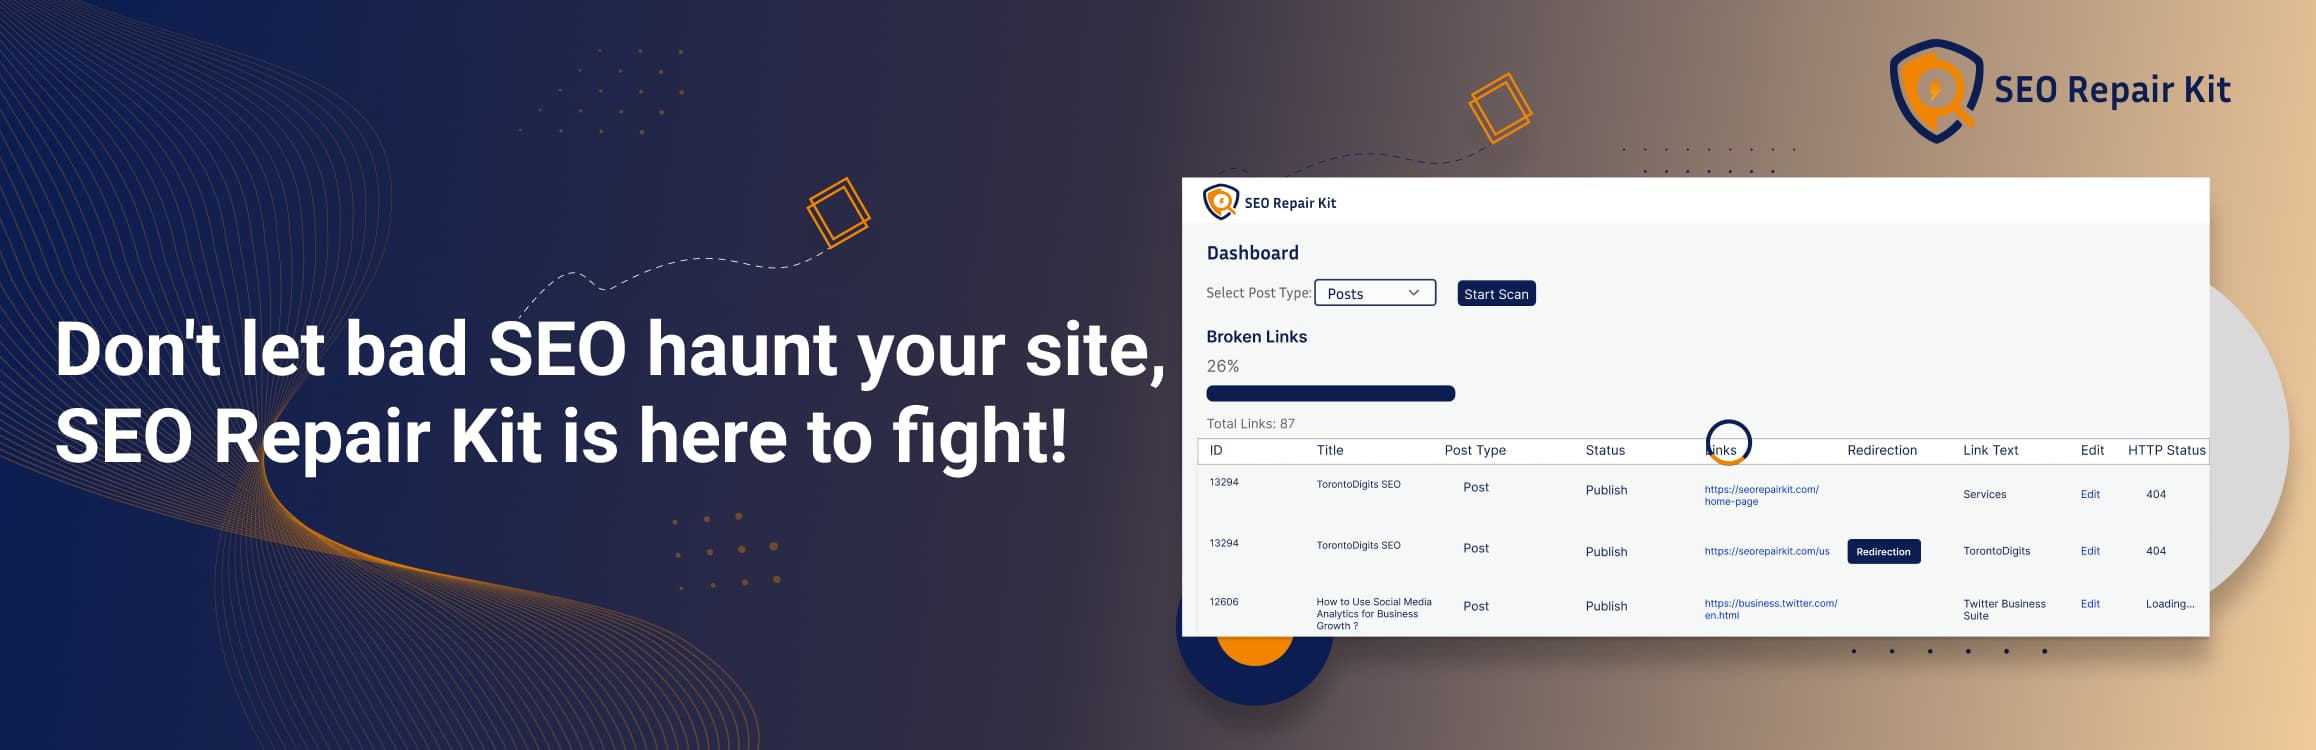 SEO Repair Kit
Don't let bad SEO haunt your site,
SEO Repair Kit is here to fight!
SEO Repair Kit
Dashboard
Select Post Type: Posts Start Scan
Broken Links
26%
Total Links: 87
ID Title Post Type Status Links Redirection Link Text Edit HTTP Status
13294 TorontoDigits SEO Post Publish https://seorepairkit.com/ Services Edit 404
home-page
13294 TorontoDigits SEO Post Publish https://seorepairkit.com/us Redirection TorontoDigits Edit 404
12606 How to Use Social Media Post Publish https://business.twitter.com/ Twitter Business Edit Loading...
Analytics for Business en.html Suite
Growth ?